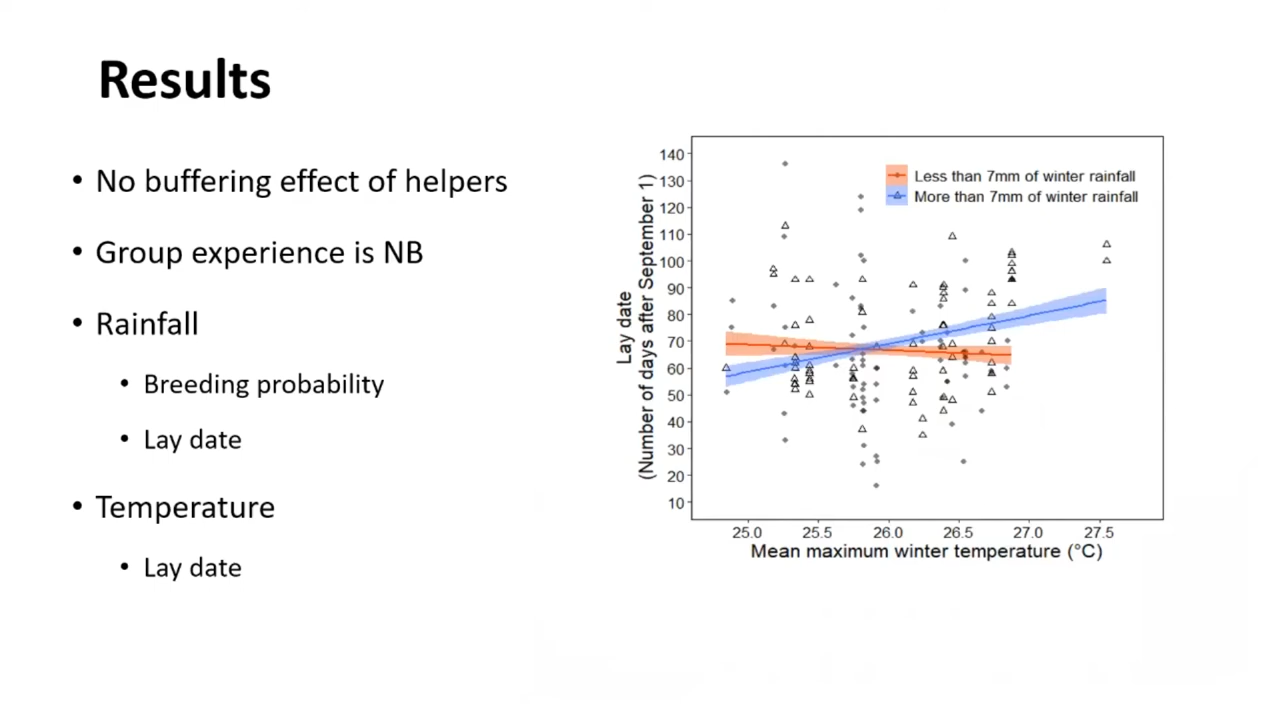 Results
• No buffering effect of helpers
• Group experience is NB
• Rainfall
• Breeding probability
• Lay date
• Temperature
• Lay date
Lay date
(Number of days after September 1)
140
130
120
110
100
90
80
70
60
50
40
30
20
10
Less than 7mm of winter rainfall
More than 7mm of winter rainfall
25.0 25.5 26.0 26.5 27.0 27.5
Mean maximum winter temperature (°C)